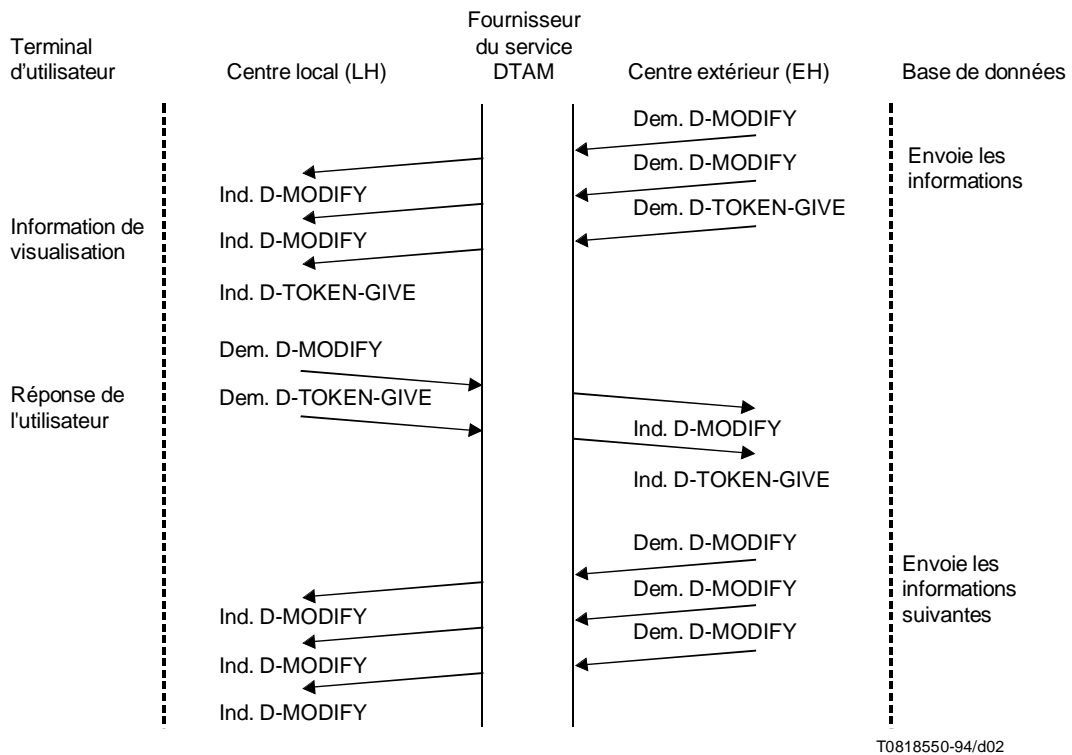 Terminal
d'utilisateur
Centre local (LH)
Fournisseur
du service
DTAM
Centre extérieur (EH)
Base de données
Dem. D-MODIFY
Dem. D-MODIFY
Envoie les
informations
Ind. D-MODIFY
Dem. D-TOKEN-GIVE
Information de
visualisation
Ind. D-MODIFY
Ind. D-TOKEN-GIVE
Dem. D-MODIFY
Réponse de
l'utilisateur
Dem. D-TOKEN-GIVE
Ind. D-MODIFY
Ind. D-TOKEN-GIVE
Dem. D-MODIFY
Envoie les
informations
suivantes
Dem. D-MODIFY
Ind. D-MODIFY
Dem. D-MODIFY
Ind. D-MODIFY
Ind. D-MODIFY
T0818550-94/d02